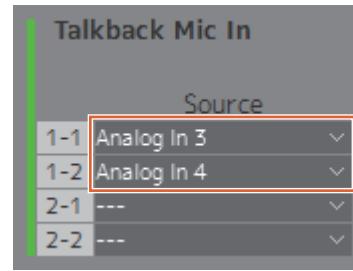 Talkback Mic In
Source
1-1 Analog In 3
1-2 Analog In 4
2-1 ---
2-2 ---